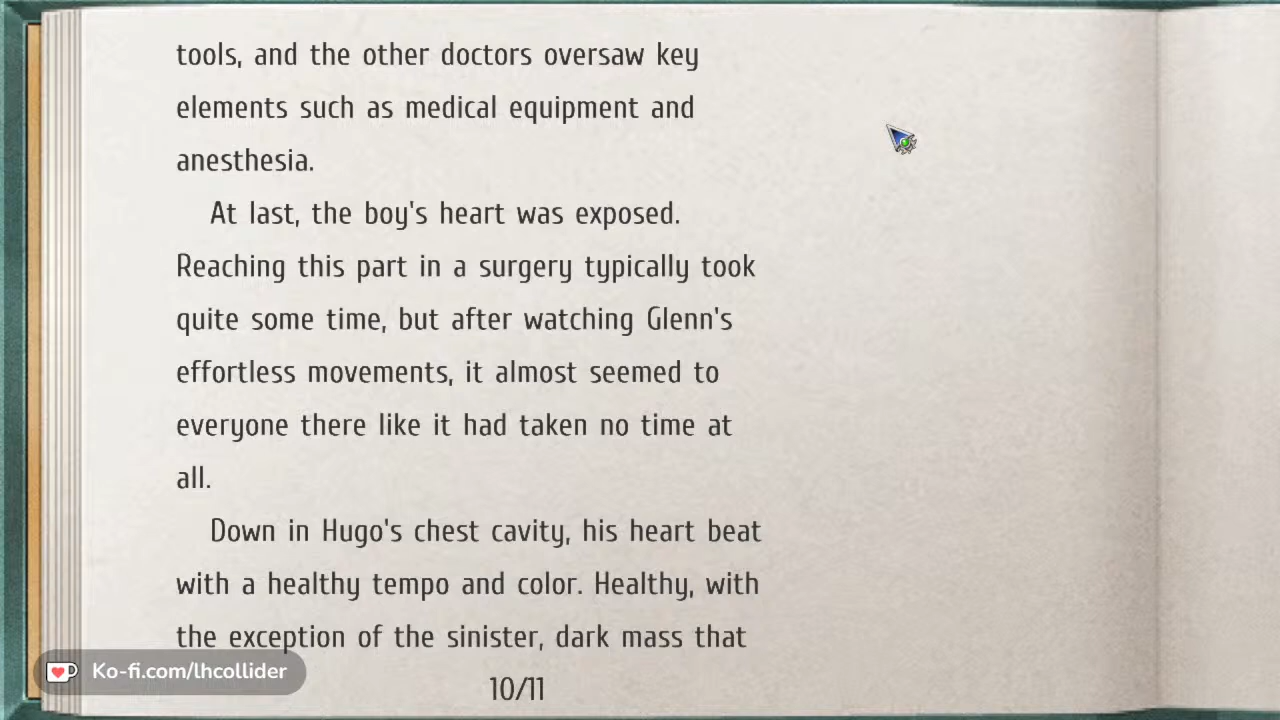 tools, and the other doctors oversaw key
elements such as medical equipment and
anesthesia.
At last, the boy's heart was exposed.
Reaching this part in a surgery typically took
quite some time, but after watching Glenn's
effortless movements, it almost seemed to
everyone there like it had taken no time at
all.
Down in Hugo's chest cavity, his heart beat
with a healthy tempo and color. Healthy, with
the exception of the sinister, dark mass that
Ko-fi.com/lhcollider
10/11